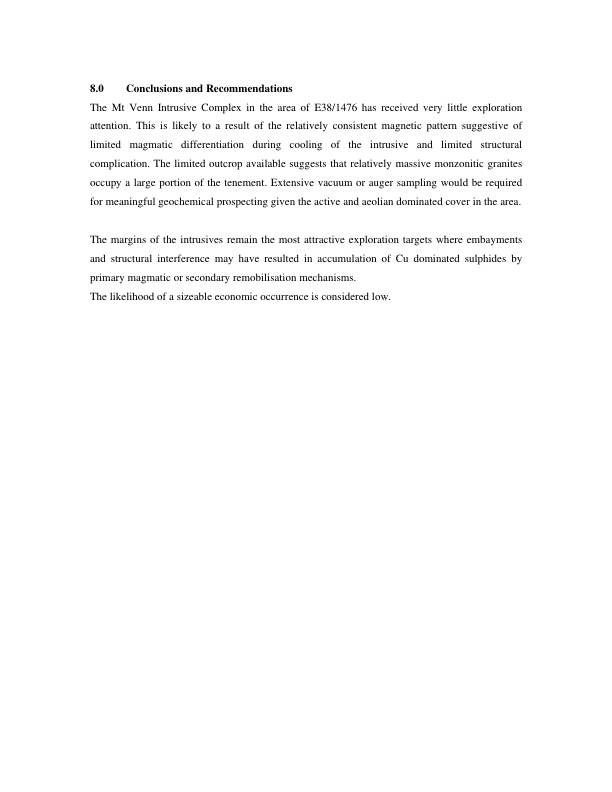 8.0 Conclusions and Recommendations
The Mt Venn Intrusive Complex in the area of E38/1476 has received very little exploration
attention. This is likely to a result of the relatively consistent magnetic pattern suggestive of
limited magmatic differentiation during cooling of the intrusive and limited structural
complication. The limited outcrop available suggests that relatively massive monzonitic granites
occupy a large portion of the tenement. Extensive vacuum or auger sampling would be required
for meaningful geochemical prospecting given the active and aeolian dominated cover in the area.
The margins of the intrusives remain the most attractive exploration targets where embayments
and structural interference may have resulted in accumulation of Cu dominated sulphides by
primary magmatic or secondary remobilisation mechanisms.
The likelihood of a sizeable economic occurrence is considered low.